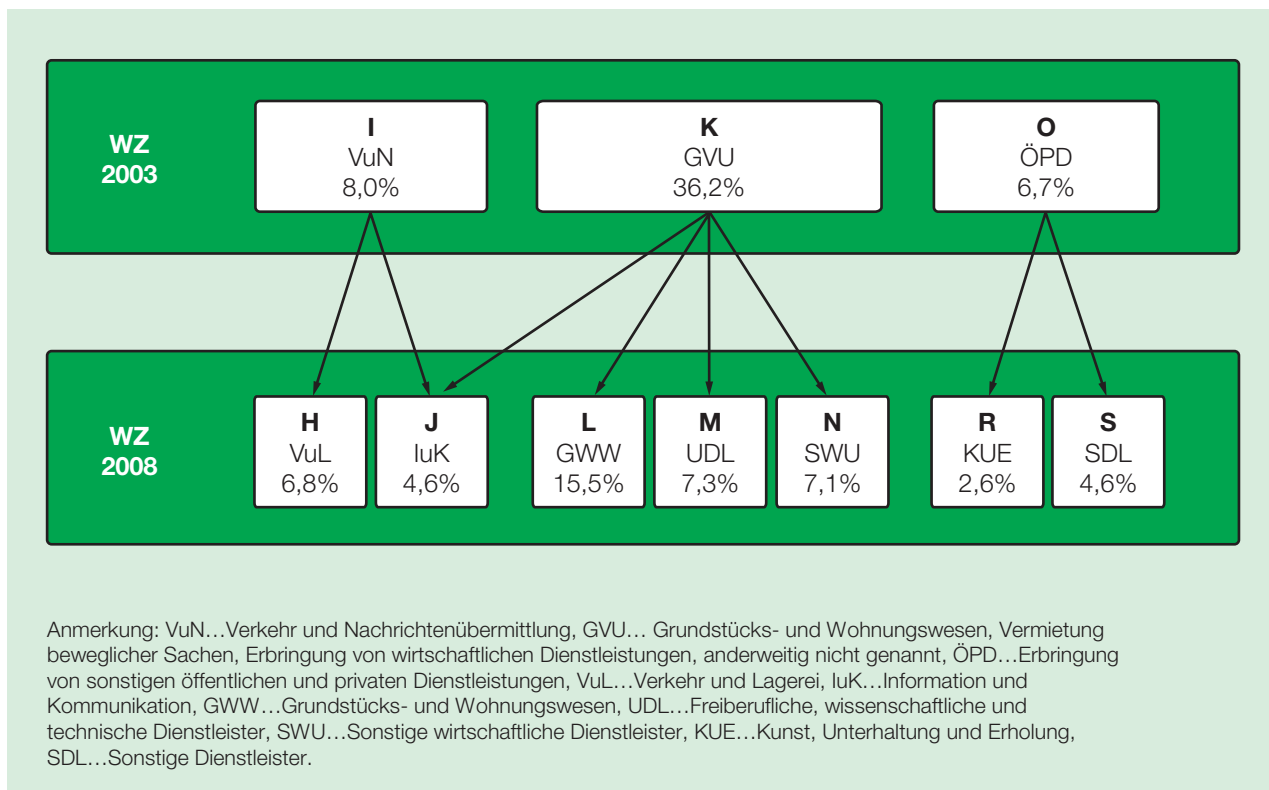 WZ
2003
I
VuN
8,0%
K
GVU
36,2%
O
ÖPD
6,7%
WZ
2008
H
VuL
6,8%
J
IuK
4,6%
L
GWW
15,5%
M
UDL
7,3%
N
SWU
7,1%
R
KUE
2,6%
S
SDL
4,6%
Anmerkung: VuN…Verkehr und Nachrichtenübermittlung, GVU… Grundstücks- und Wohnungswesen, Vermietung
beweglicher Sachen, Erbringung von wirtschaftlichen Dienstleistungen, anderweitig nicht genannt, ÖPD…Erbringung
von sonstigen öffentlichen und privaten Dienstleistungen, VuL…Verkehr und Lagerei, IuK…Information und
Kommunikation, GWW…Grundstücks- und Wohnungswesen, UDL…Freiberufliche, wissenschaftliche und
technische Dienstleister, SWU…Sonstige wirtschaftliche Dienstleister, KUE…Kunst, Unterhaltung und Erholung,
SDL…Sonstige Dienstleister.